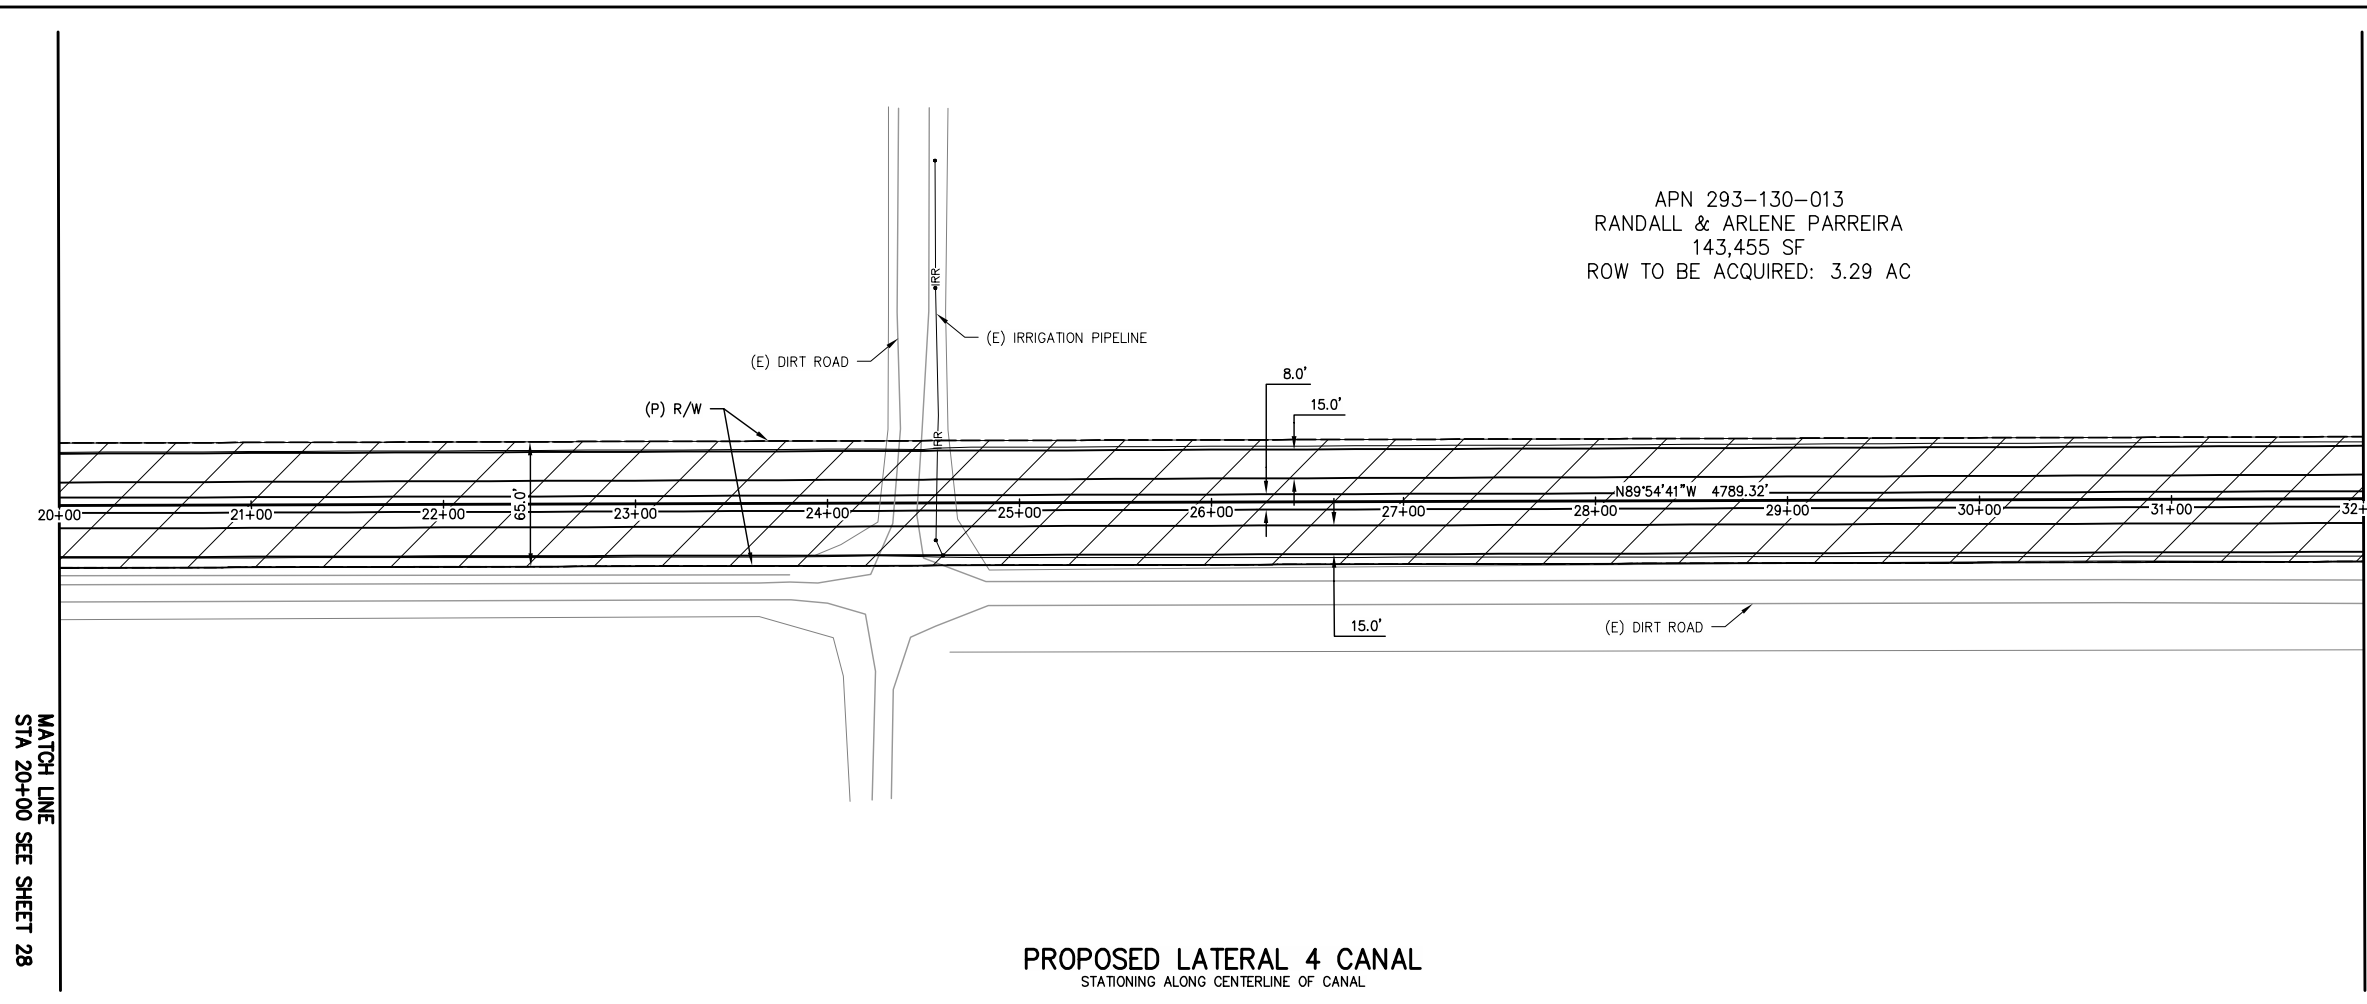 APN 293-130-013
RANDALL & ARLENE PARREIRA
143,455 SF
ROW TO BE ACQUIRED: 3.29 AC
IRR
(E) IRRIGATION PIPELINE
(E) DIRT ROAD
8.0'
15.0'
(P) R/W
IRR
65.0'
N89°54'41"W 4789.32'
20+00
21+00
22+00
23+00
24+00
25+00
26+00
27+00
28+00
29+00
30+00
31+00
32+
15.0'
(E) DIRT ROAD
MATCH LINE
STA 20+00 SEE SHEET 28
PROPOSED LATERAL 4 CANAL
STATIONING ALONG CENTERLINE OF CANAL